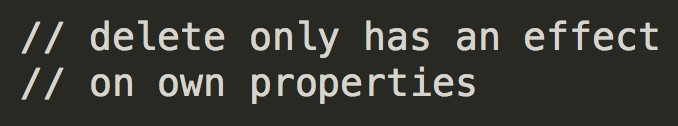 // delete only has an effect
// on own properties